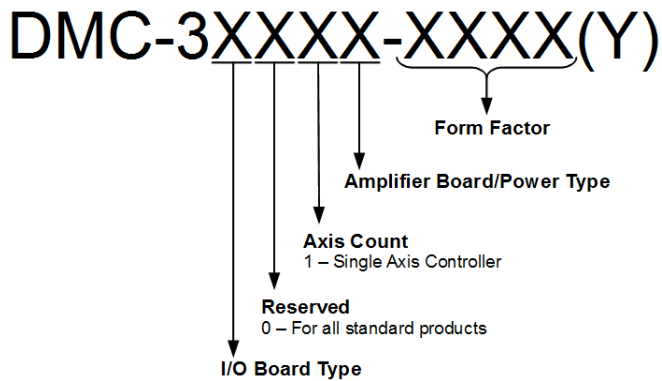 DMC-3XXXX-XXXX(Y)
Form Factor
Amplifier Board/Power Type
Axis Count
1 – Single Axis Controller
Reserved
0 – For all standard products
I/O Board Type